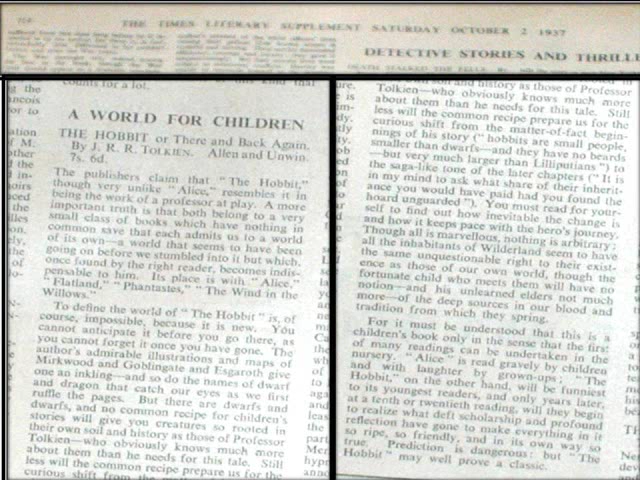 THE TIMES LITERARY SUPPLEMENT SATURDAY OCTOBER 2 1937
DETECTIVE STORIES AND THRILLE
DEATH STALKED THE FELLS. By
counts for a lot.
A WORLD FOR CHILDREN
THE HOBBIT or There and Back Again.
By J. R. R. TOLKIEN. Allen and Unwin.
7s. 6d.
The publishers claim that "The Hobbit,"
though very unlike "Alice," resembles it in
being the work of a professor at play. A more
important truth is that both belong to a very
small class of books which have nothing in
common save that each admits us to a world
of its own—a world that seems to have been
going on before we stumbled into it but which,
once found by the right reader, becomes indis-
pensable to him. Its place is with "Alice,"
"Flatland," "Phantastes," "The Wind in the
Willows."
To define the world of "The Hobbit" is, of
course, impossible, because it is new. You
cannot anticipate it before you go there, as
you cannot forget it once you have gone. The
author's admirable illustrations and maps of
Mirkwood and Goblingate and Esgaroth give
one an inkling—and so do the names of dwarf
and dragon that catch our eyes as we first
ruffle the pages. But there are dwarfs and
dwarfs, and no common recipe for children's
stories will give you creatures so rooted in
their own soil and history as those of Professor
Tolkien—who obviously knows much more
about them than he needs for this tale. Still
less will the common recipe prepare us for the
curious shift from the matter-of-fact
own soil and history as those of Professor
Tolkien—who obviously knows much more
about them than he needs for this tale. Still
less will the common recipe prepare us for the
curious shift from the matter-of-fact begin-
nings of his story ("hobbits are small people,
smaller than dwarfs—and they have no beards
—but very much larger than Lilliputians") to
the saga-like tone of the later chapters ("It is
in my mind to ask what share of their inherit-
ance you would have paid had you found the
hoard unguarded"). You must read for your-
self to find out how inevitable the change is
and how it keeps pace with the hero's journey.
Though all is marvellous, nothing is arbitrary:
all the inhabitants of Wilderland seem to have
the same unquestionable right to their exist-
ence as those of our own world, though the
fortunate child who meets them will have no
notion—and his unlearned elders not much
more—of the deep sources in our blood and
tradition from which they spring.
For it must be understood that this is a
children's book only in the sense that the first
of many readings can be undertaken in the
nursery. "Alice" is read gravely by children
and with laughter by grown-ups; "The
Hobbit," on the other hand, will be funniest
to its youngest readers, and only years later,
at a tenth or twentieth reading, will they begin
to realize what deft scholarship and profound
reflection have gone to make everything in it
so ripe, so friendly, and in its own way so
true. Prediction is dangerous: but "The
Hobbit" may well prove a classic.